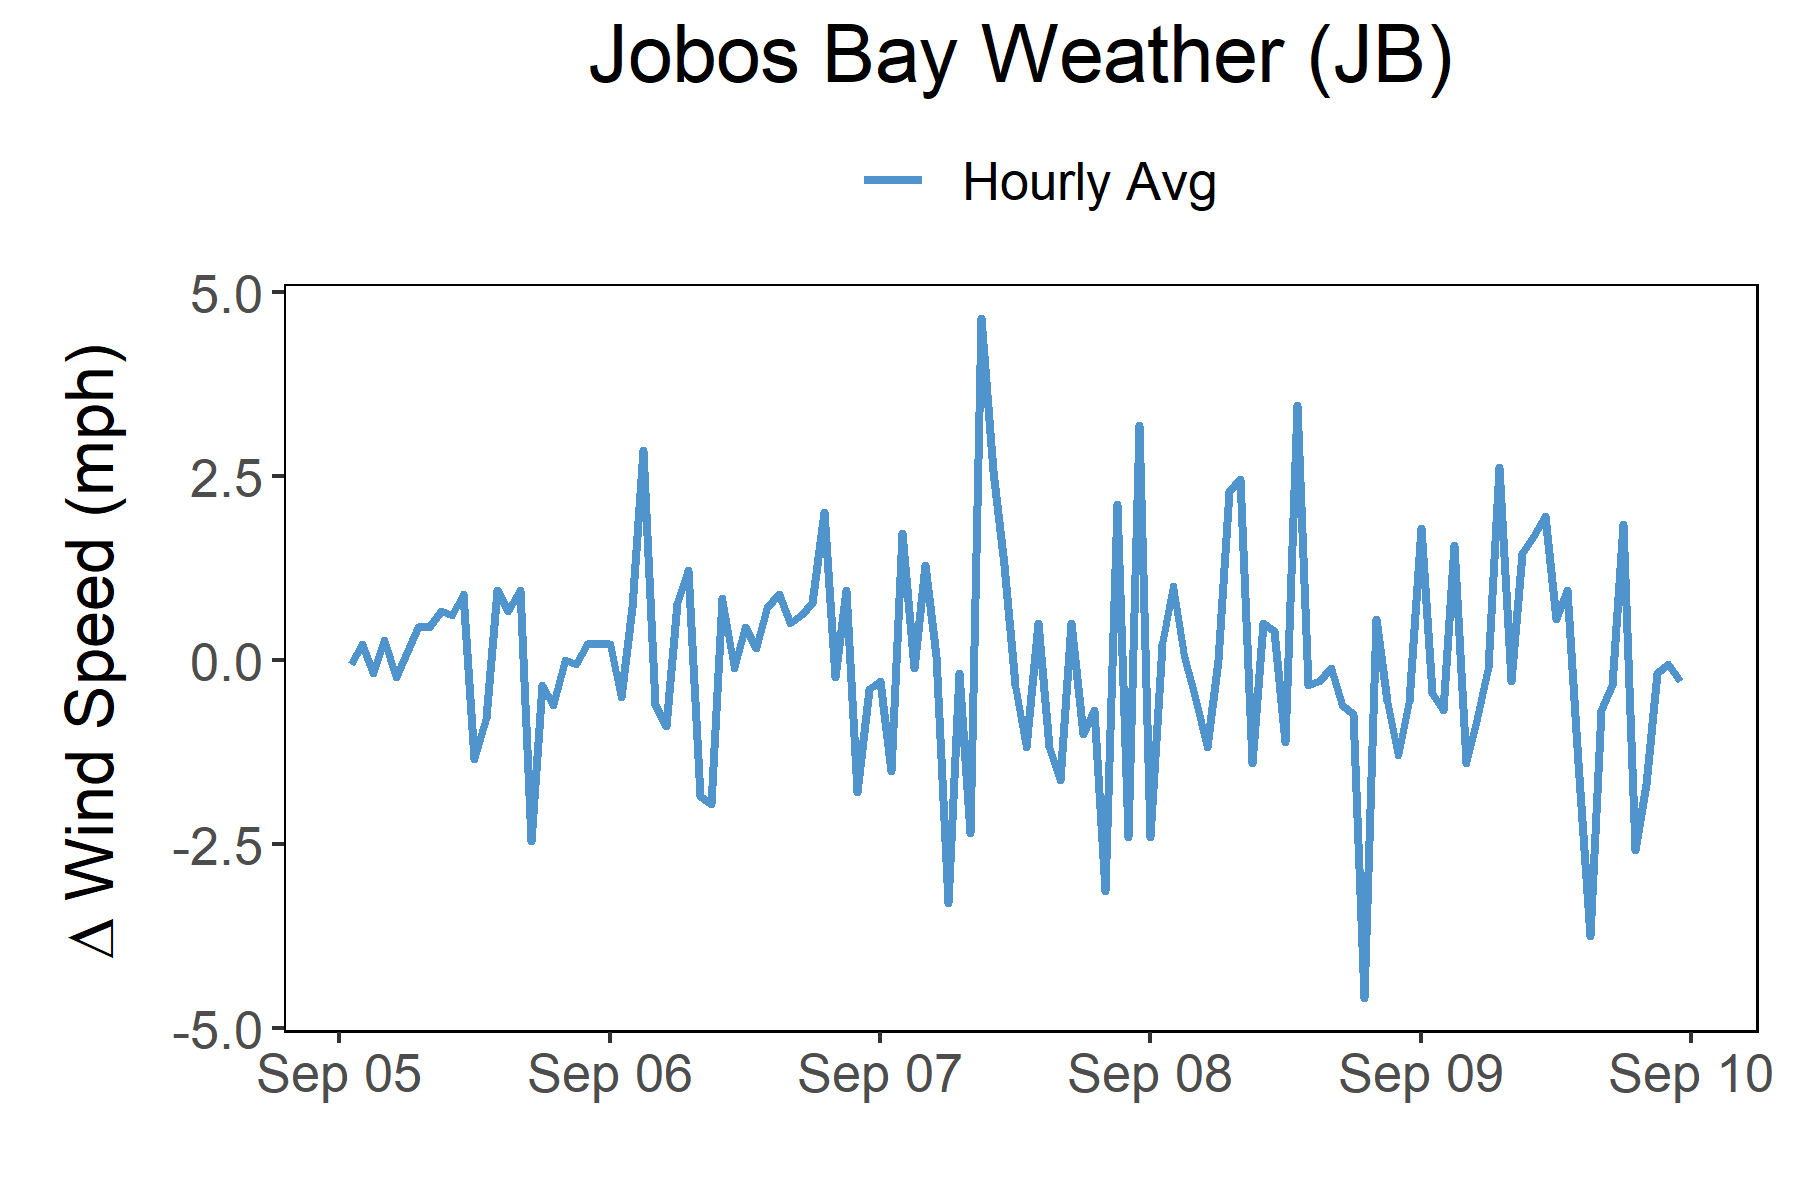 Jobos Bay Weather (JB)
Hourly Avg
Δ Wind Speed (mph)
5.0
2.5
0.0
-2.5
-5.0
Sep 05 Sep 06 Sep 07 Sep 08 Sep 09 Sep 10